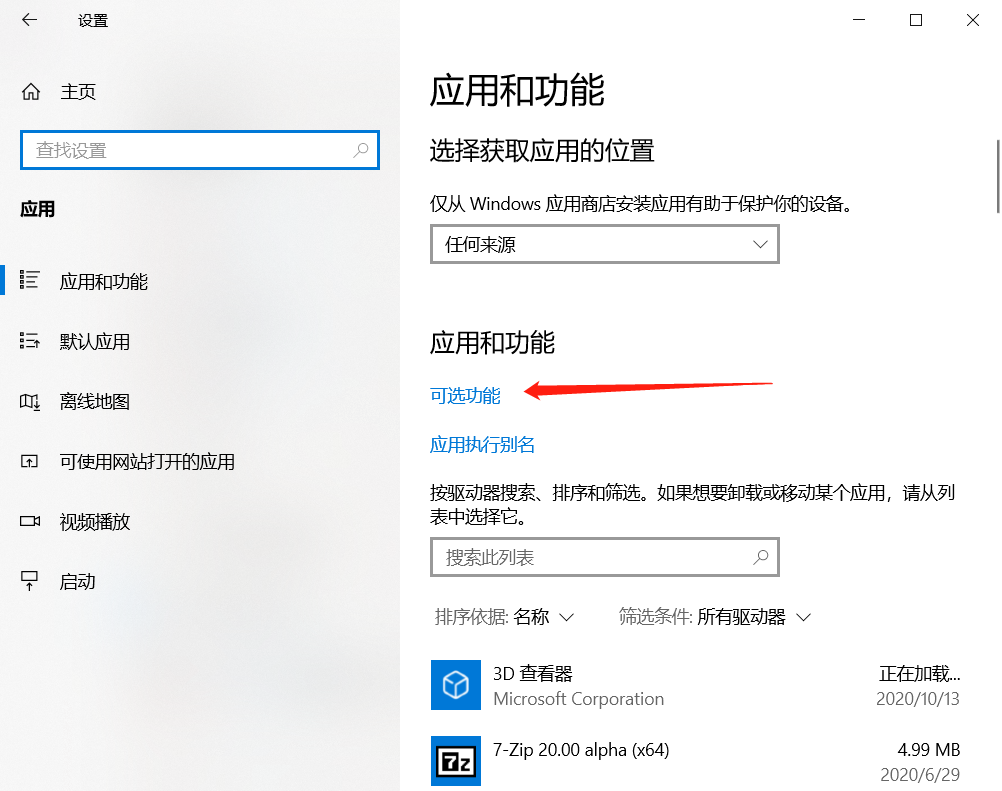 设置
主页
查找设置
应用
应用和功能
默认应用
离线地图
可使用网站打开的应用
视频播放
启动
应用和功能
选择获取应用的位置
仅从 Windows 应用商店安装应用有助于保护你的设备。
任何来源
应用和功能
可选功能
应用执行别名
按驱动器搜索、排序和筛选。如果想要卸载或移动某个应用，请从列
表中选择它。
搜索此列表
排序依据: 名称 筛选条件: 所有驱动器
3D 查看器 正在加载...
Microsoft Corporation 2020/10/13
7-Zip 20.00 alpha (x64) 4.99 MB
7z 2020/6/29